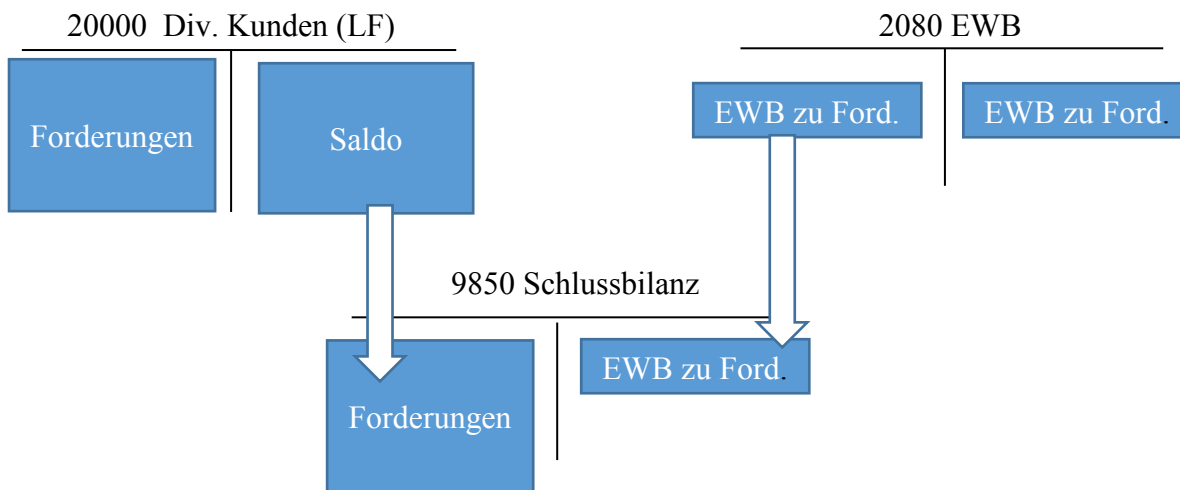 20000  Div. Kunden (LF)
2080 EWB
Forderungen
Saldo
EWB zu Ford.
EWB zu Ford.
9850 Schlussbilanz
Forderungen
EWB zu Ford.